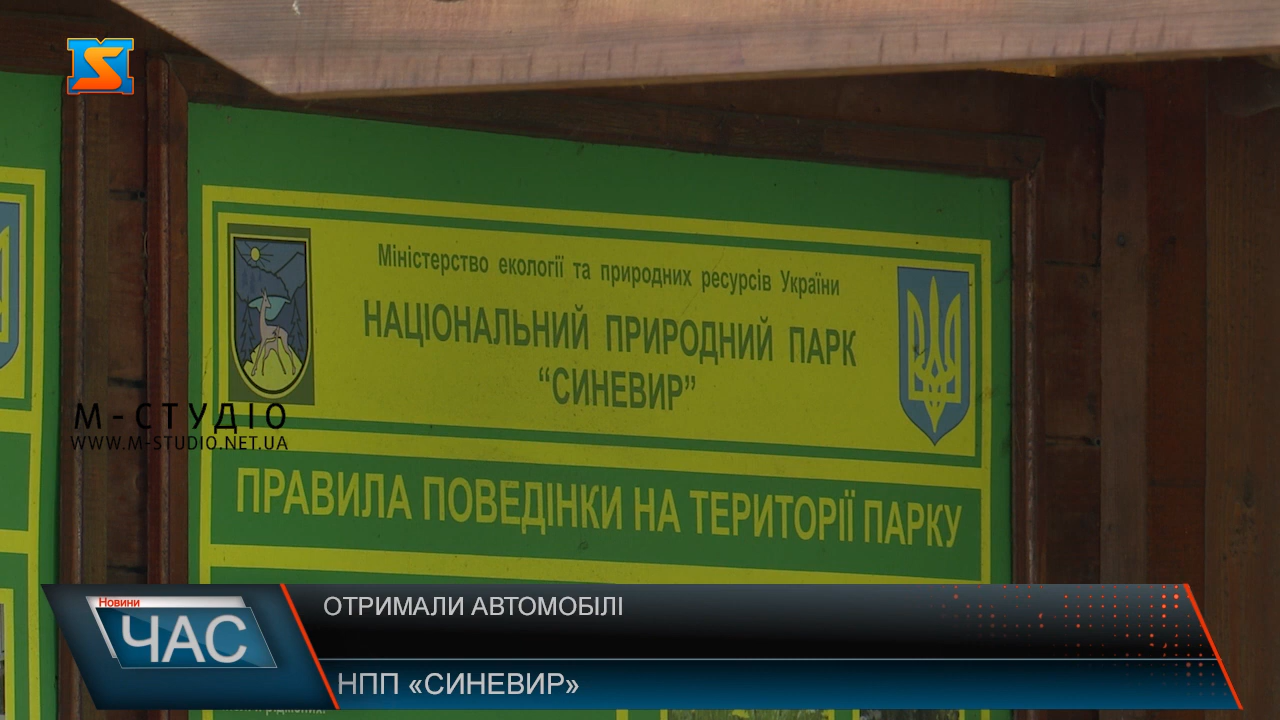 Міністерство екології та природних ресурсів України
НАЦІОНАЛЬНИЙ ПРИРОДНИЙ ПАРК
“СИНЕВИР”
М-СТУДІО
WWW.M-STUDIO.NET.UA
ПРАВИЛА ПОВЕДІНКИ НА ТЕРИТОРІЇ ПАРКУ
Новини
ЧАС
ОТРИМАЛИ АВТОМОБІЛІ
НПП «СИНЕВИР»